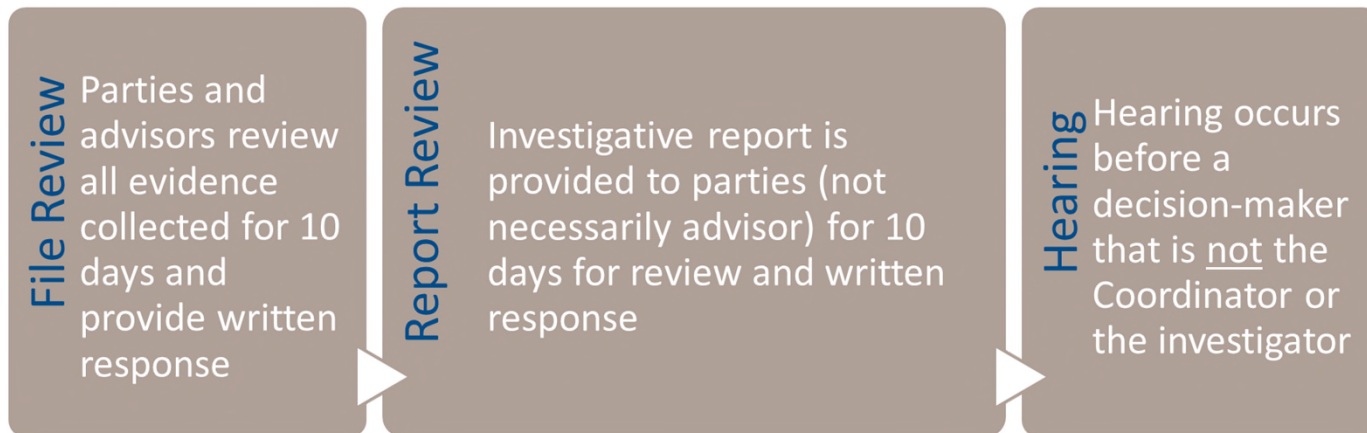 File Review
Parties and
advisors review
all evidence
collected for 10
days and
provide written
response
Report Review
Investigative report is
provided to parties (not
necessarily advisor) for 10
days for review and written
response
Hearing
Hearing occurs
before a
decision-maker
that is not the
Coordinator or
the investigator